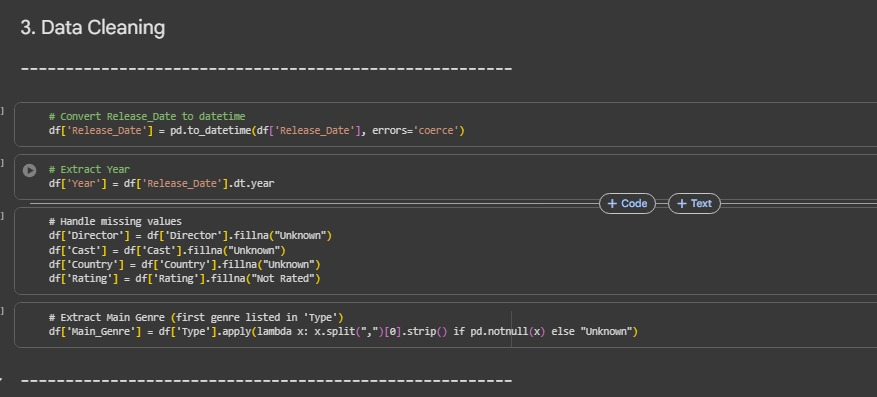 3. Data Cleaning
----------------------------------------------------
# Convert Release_Date to datetime
df['Release_Date'] = pd.to_datetime(df['Release_Date'], errors='coerce')
# Extract Year
df['Year'] = df['Release_Date'].dt.year
+ Code + Text
# Handle missing values
df['Director'] = df['Director'].fillna("Unknown")
df['Cast'] = df['Cast'].fillna("Unknown")
df['Country'] = df['Country'].fillna("Unknown")
df['Rating'] = df['Rating'].fillna("Not Rated")
# Extract Main Genre (first genre listed in 'Type')
df['Main_Genre'] = df['Type'].apply(lambda x: x.split(",")[0].strip() if pd.notnull(x) else "Unknown")
----------------------------------------------------